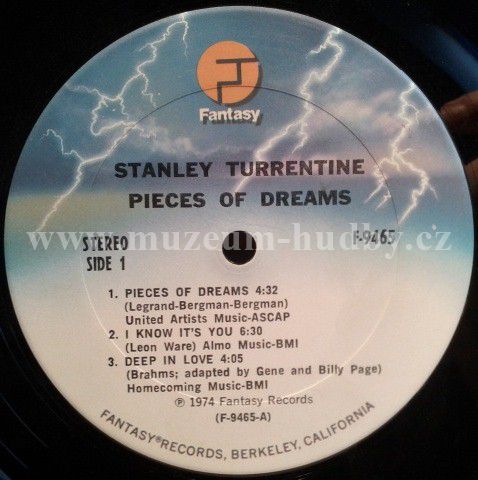 Fantasy
STANLEY TURRENTINE
PIECES OF DREAMS
www.muzeum-hudby.cz
STEREO
SIDE 1
F-9465
1. PIECES OF DREAMS 4:32
(Legrand-Bergman-Bergman)
United Artists Music-ASCAP
2. I KNOW IT'S YOU 6:30
(Leon Ware) Almo Music-BMI
3. DEEP IN LOVE 4:05
(Brahms; adapted by Gene and Billy Page)
Homecoming Music-BMI
℗ 1974 Fantasy Records
(F-9465-A)
FANTASY® RECORDS, BERKELEY, CALIFORNIA